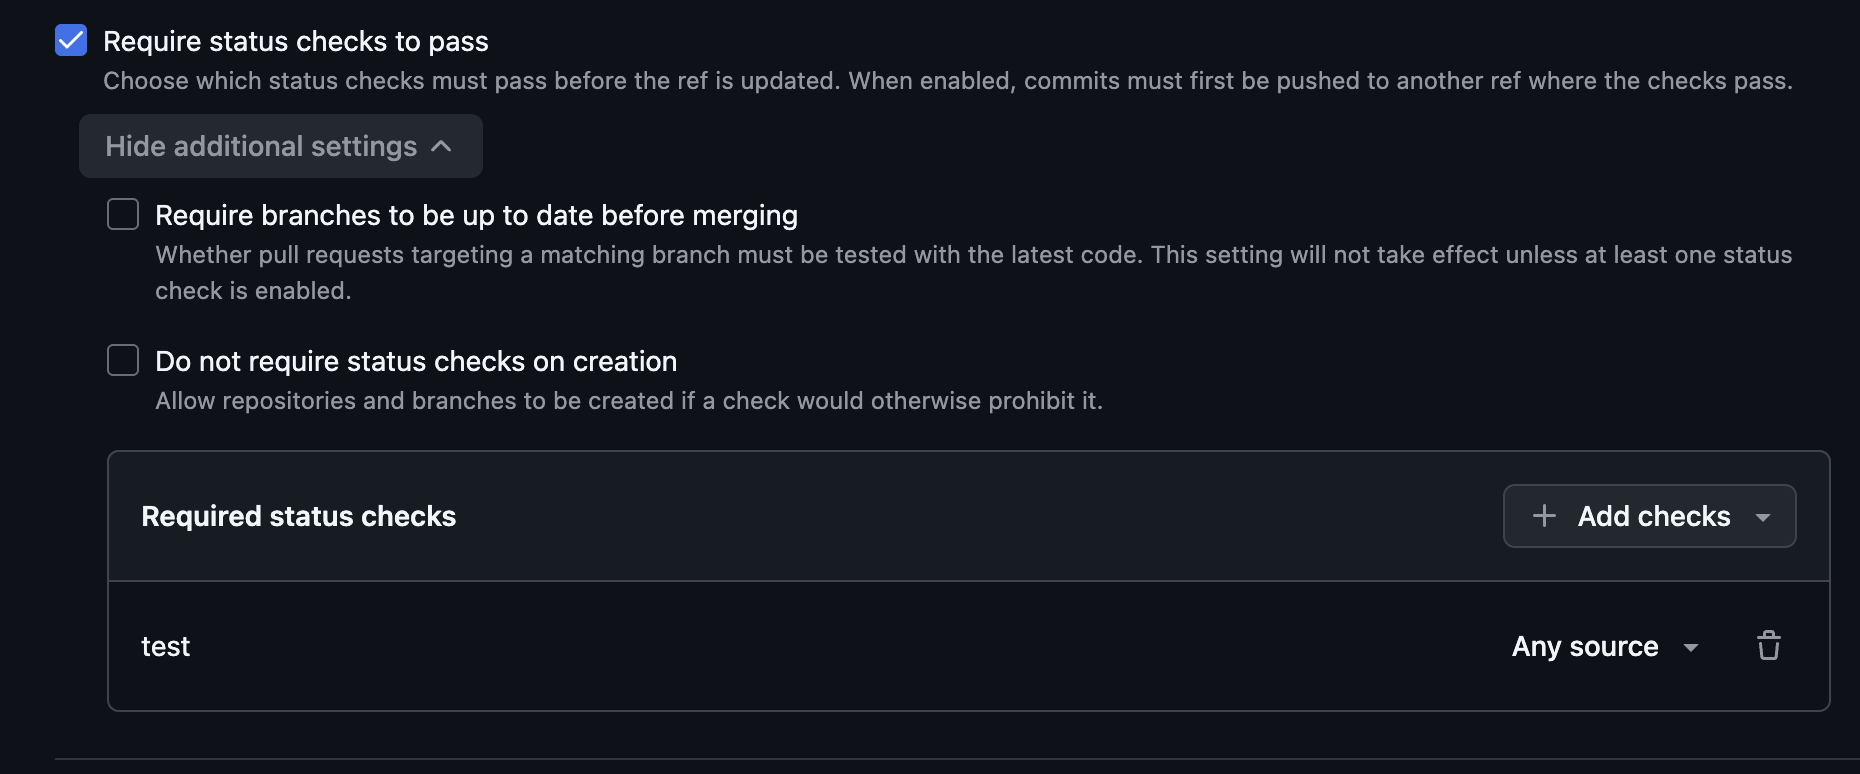 Require status checks to pass
Choose which status checks must pass before the ref is updated. When enabled, commits must first be pushed to another ref where the checks pass.
Hide additional settings
Require branches to be up to date before merging
Whether pull requests targeting a matching branch must be tested with the latest code. This setting will not take effect unless at least one status
check is enabled.
Do not require status checks on creation
Allow repositories and branches to be created if a check would otherwise prohibit it.
Required status checks
Add checks
test
Any source